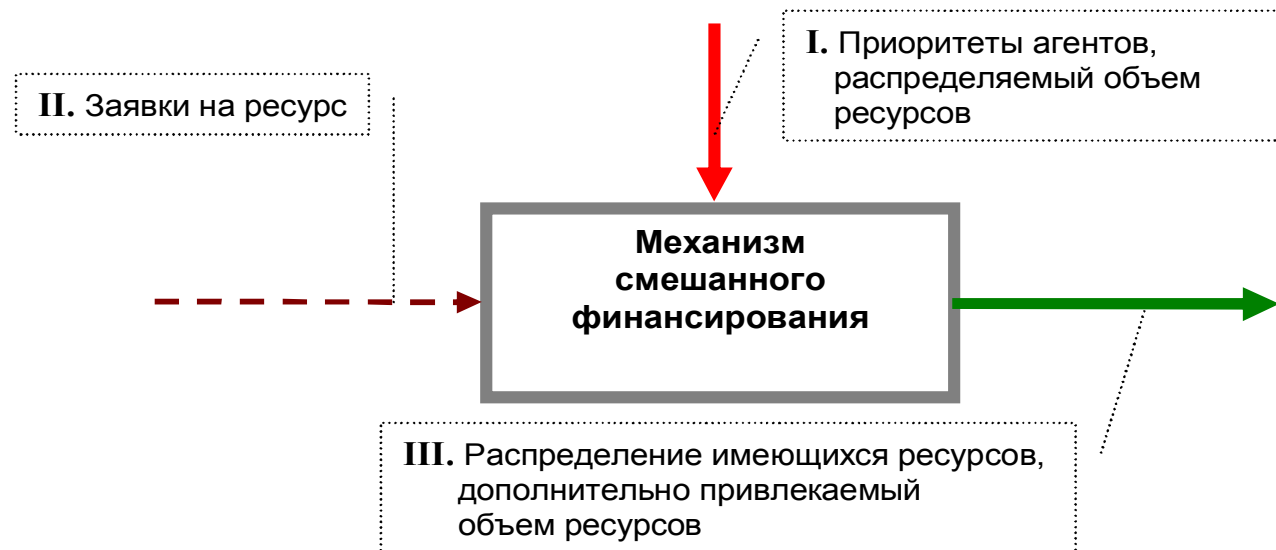 I. Приоритеты агентов,
распределяемый объем
ресурсов
II. Заявки на ресурс
Механизм
смешанного
финансирования
III. Распределение имеющихся ресурсов,
дополнительно привлекаемый
объем ресурсов